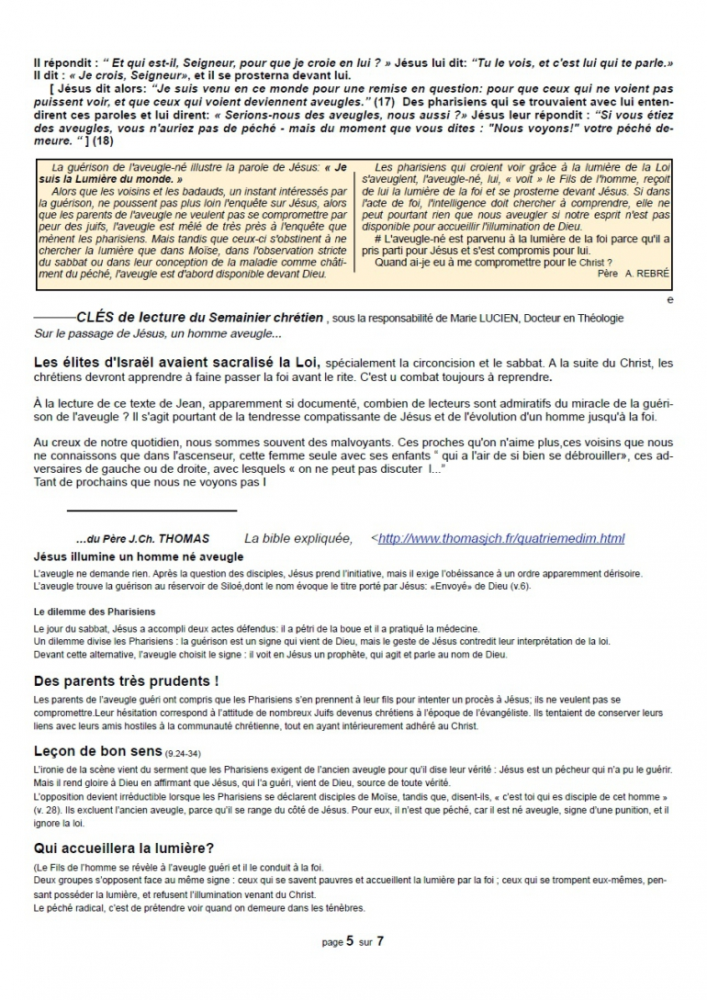 Il répondit : “ Et qui est-il, Seigneur, pour que je croie en lui ? » Jésus lui dit: “Tu le vois, et c'est lui qui te parle.»
Il dit : « Je crois, Seigneur», et il se prosterna devant lui.
[ Jésus dit alors: “Je suis venu en ce monde pour une remise en question: pour que ceux qui ne voient pas
puissent voir, et que ceux qui voient deviennent aveugles.” (17) Des pharisiens qui se trouvaient avec lui enten-
dirent ces paroles et lui dirent: « Serions-nous des aveugles, nous aussi ?» Jésus leur répondit : “Si vous étiez
des aveugles, vous n'auriez pas de péché - mais du moment que vous dites : "Nous voyons!" votre péché de-
meure. “ ] (18)
La guérison de l'aveugle-né illustre la parole de Jésus: « Je
suis la Lumière du monde. »
Alors que les voisins et les badauds, un instant intéressés par
la guérison, ne poussent pas plus loin l'enquête sur Jésus, alors
que les parents de l'aveugle ne veulent pas se compromettre par
peur des juifs, l'aveugle est mêlé de très près à l'enquête que
mènent les pharisiens. Mais tandis que ceux-ci s'obstinent à ne
chercher la lumière que dans Moïse, dans l'observation stricte
du sabbat ou dans leur conception de la maladie comme châti-
ment du péché, l'aveugle est d'abord disponible devant Dieu.
Les pharisiens qui croient voir grâce à la lumière de la Loi
s'aveuglent, l'aveugle-né, lui, « voit » le Fils de l'homme, reçoit
de lui la lumière de la foi et se prosterne devant Jésus. Si dans
l'acte de foi, l'intelligence doit chercher à comprendre, elle ne
peut pourtant rien que nous aveugler si notre esprit n'est pas
disponible pour accueillir l'illumination de Dieu.
# L'aveugle-né est parvenu à la lumière de la foi parce qu'il a
pris parti pour Jésus et s'est compromis pour lui.
Quand ai-je eu à me compromettre pour le Christ ?
Père A. REBRÉ
e
———CLÉS de lecture du Semainier chrétien , sous la responsabilité de Marie LUCIEN, Docteur en Théologie
Sur le passage de Jésus, un homme aveugle...
Les élites d'Israël avaient sacralisé la Loi, spécialement la circoncision et le sabbat. A la suite du Christ, les
chrétiens devront apprendre à faine passer la foi avant le rite. C'est u combat toujours à reprendre.
À la lecture de ce texte de Jean, apparemment si documenté, combien de lecteurs sont admiratifs du miracle de la guéri-
son de l'aveugle ? Il s'agit pourtant de la tendresse compatissante de Jésus et de l'évolution d'un homme jusqu'à la foi.
Au creux de notre quotidien, nous sommes souvent des malvoyants. Ces proches qu'on n'aime plus,ces voisins que nous
ne connaissons que dans l'ascenseur, cette femme seule avec ses enfants “ qui a l'air de si bien se débrouiller», ces ad-
versaires de gauche ou de droite, avec lesquels « on ne peut pas discuter I...”
Tant de prochains que nous ne voyons pas I
...du Père J.Ch. THOMAS La bible expliquée, <http://www.thomasjch.fr/quatriemedim.html
Jésus illumine un homme né aveugle
L’aveugle ne demande rien. Après la question des disciples, Jésus prend l’initiative, mais il exige l’obéissance à un ordre apparemment dérisoire.
L’aveugle trouve la guérison au réservoir de Siloé,dont le nom évoque le titre porté par Jésus: «Envoyé» de Dieu (v.6).
Le dilemme des Pharisiens
Le jour du sabbat, Jésus a accompli deux actes défendus: il a pétri de la boue et il a pratiqué la médecine.
Un dilemme divise les Pharisiens : la guérison est un signe qui vient de Dieu, mais le geste de Jésus contredit leur interprétation de la loi.
Devant cette alternative, l’aveugle choisit le signe : il voit en Jésus un prophète, qui agit et parle au nom de Dieu.
Des parents très prudents !
Les parents de l’aveugle guéri ont compris que les Pharisiens s’en prennent à leur fils pour intenter un procès à Jésus; ils ne veulent pas se
compromettre.Leur hésitation correspond à l’attitude de nombreux Juifs devenus chrétiens à l’époque de l’évangéliste. Ils tentaient de conserver leurs
liens avec leurs amis hostiles à la communauté chrétienne, tout en ayant intérieurement adhéré au Christ.
Leçon de bon sens (9.24-34)
L’ironie de la scène vient du serment que les Pharisiens exigent de l’ancien aveugle pour qu’il dise leur vérité : Jésus est un pécheur qui n’a pu le guérir.
Mais il rend gloire à Dieu en affirmant que Jésus, qui l’a guéri, vient de Dieu, source de toute vérité.
L’opposition devient irréductible lorsque les Pharisiens se déclarent disciples de Moïse, tandis que, disent-ils, « c’est toi qui es disciple de cet homme »
(v. 28). Ils excluent l’ancien aveugle, parce qu’il se range du côté de Jésus. Pour eux, il n’est que péché, car il est né aveugle, signe d’une punition, et il
ignore la loi.
Qui accueillera la lumière?
(Le Fils de l’homme se révèle à l’aveugle guéri et il le conduit à la foi.
Deux groupes s’opposent face au même signe : ceux qui se savent pauvres et accueillent la lumière par la foi ; ceux qui se trompent eux-mêmes, pen-
sant posséder la lumière, et refusent l’illumination venant du Christ.
Le péché radical, c’est de prétendre voir quand on demeure dans les ténèbres.
page 5 sur 7